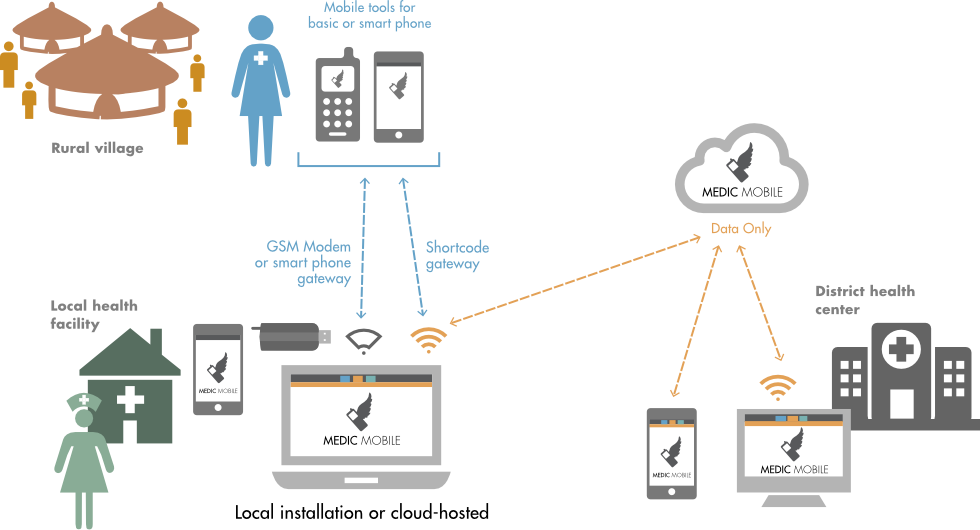 Mobile tools for
basic or smart phone
Rural village
MEDIC MOBILE
Data Only
GSM Modem
or smart phone
gateway
Shortcode
gateway
Local health
facility
District health
center
MEDIC MOBILE
MEDIC MOBILE
MEDIC MOBILE
MEDIC MOBILE
Local installation or cloud-hosted